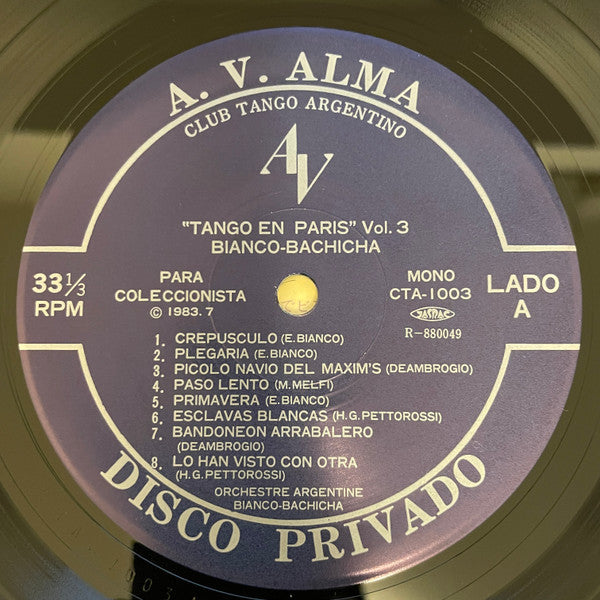 A. V. ALMA
CLUB TANGO ARGENTINO
AV
"TANGO EN PARIS" Vol. 3
BIANCO-BACHICHA
33⅓
RPM
PARA
COLECCIONISTA
© 1983. 7
MONO
CTA-1003
JASRAC
R-880049
LADO
A
1. CREPUSCULO (E.BIANCO)
2. PLEGARIA (E.BIANCO)
3. PICOLO NAVIO DEL MAXIM'S (DEAMBROGIO)
4. PASO LENTO (M.MELFI)
5. PRIMAVERA (E.BIANCO)
6. ESCLAVAS BLANCAS (H.G.PETTOROSSI)
7. BANDONEON ARRABALERO
(DEAMBROGIO)
8. LO HAN VISTO CON OTRA
(H.G.PETTOROSSI)
ORCHESTRE ARGENTINE
BIANCO-BACHICHA
DISCO PRIVADO